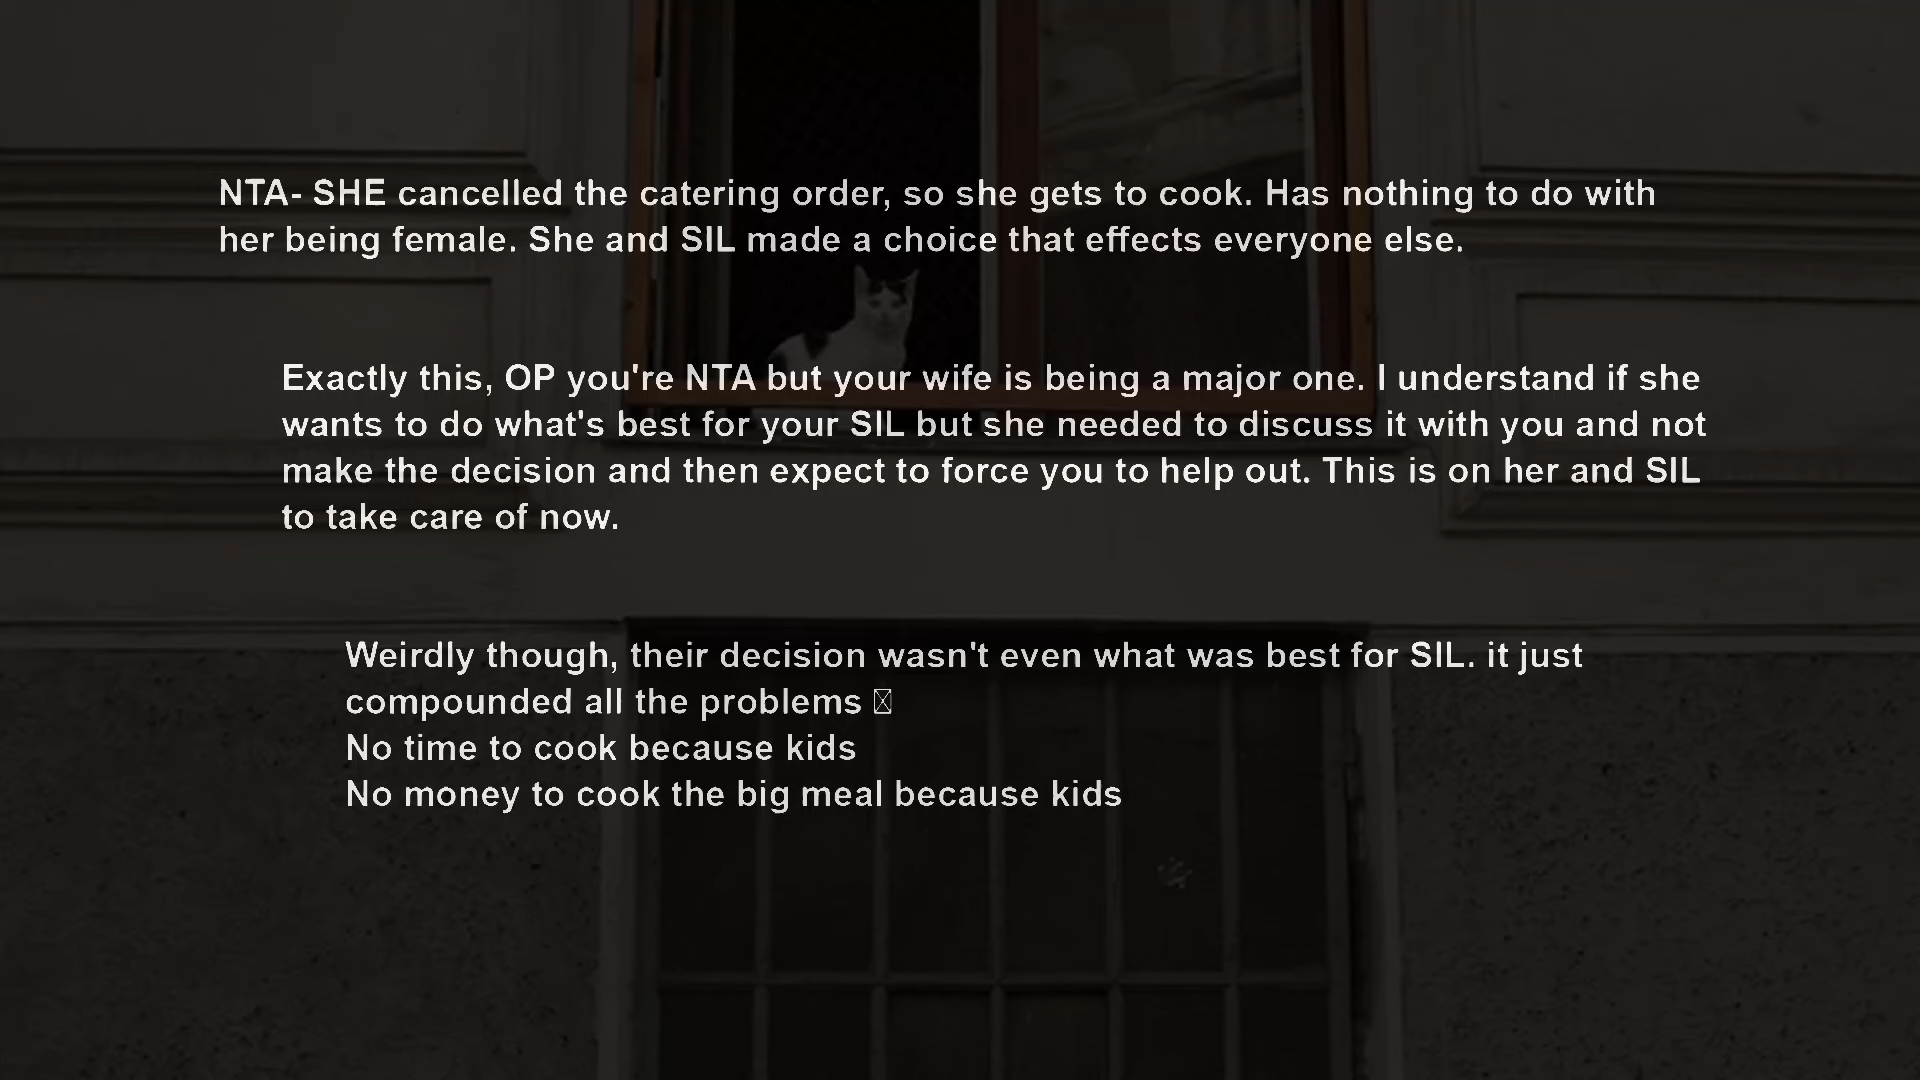 NTA- SHE cancelled the catering order, so she gets to cook. Has nothing to do with
her being female. She and SIL made a choice that effects everyone else.
Exactly this, OP you're NTA but your wife is being a major one. I understand if she
wants to do what's best for your SIL but she needed to discuss it with you and not
make the decision and then expect to force you to help out. This is on her and SIL
to take care of now.
Weirdly though, their decision wasn't even what was best for SIL. it just
compounded all the problems
No time to cook because kids
No money to cook the big meal because kids